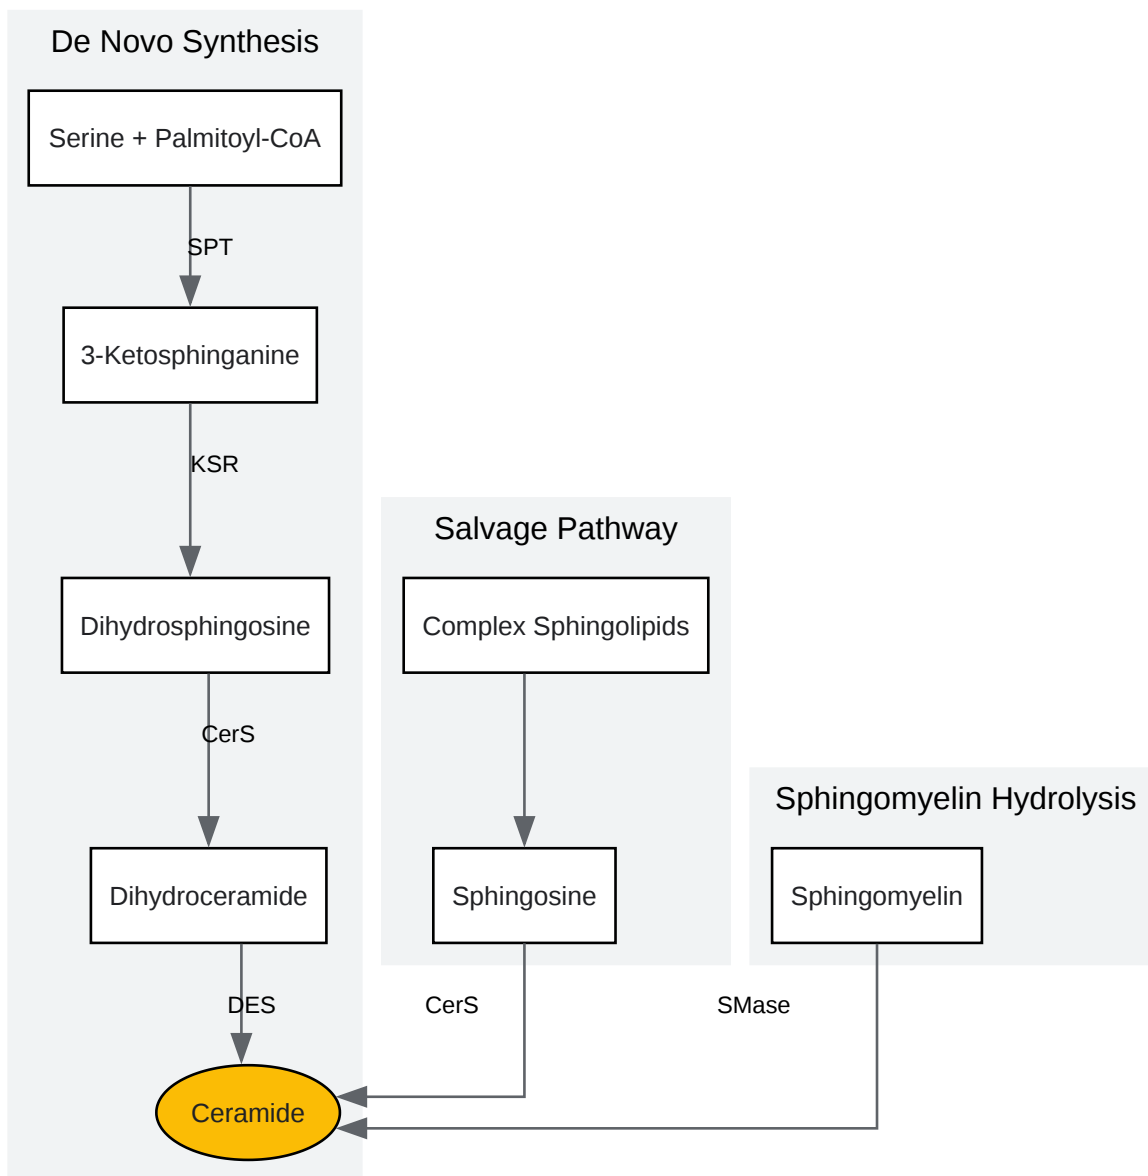 De Novo Synthesis
Serine + Palmitoyl-CoA
SPT
3-Ketosphinganine
KSR
Dihydrosphingosine
CerS
Dihydroceramide
DES
Ceramide
Salvage Pathway
Complex Sphingolipids
Sphingosine
CerS
Sphingomyelin Hydrolysis
Sphingomyelin
SMase